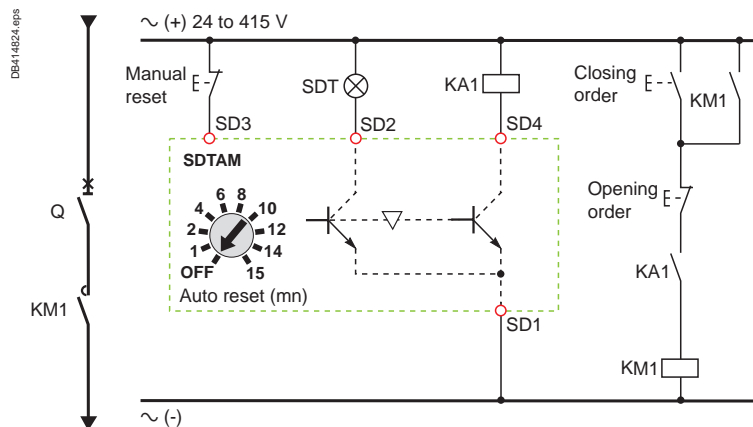 DB414824.eps
∼ (+) 24 to 415 V
Manual
reset
SDT
KA1
Closing
order
KM1
SD3
SD2
SD4
SDTAM
Q
6
8
4
10
2
12
1
14
OFF
15
Auto reset (mn)
Opening
order
KA1
KM1
SD1
KM1
∼ (-)